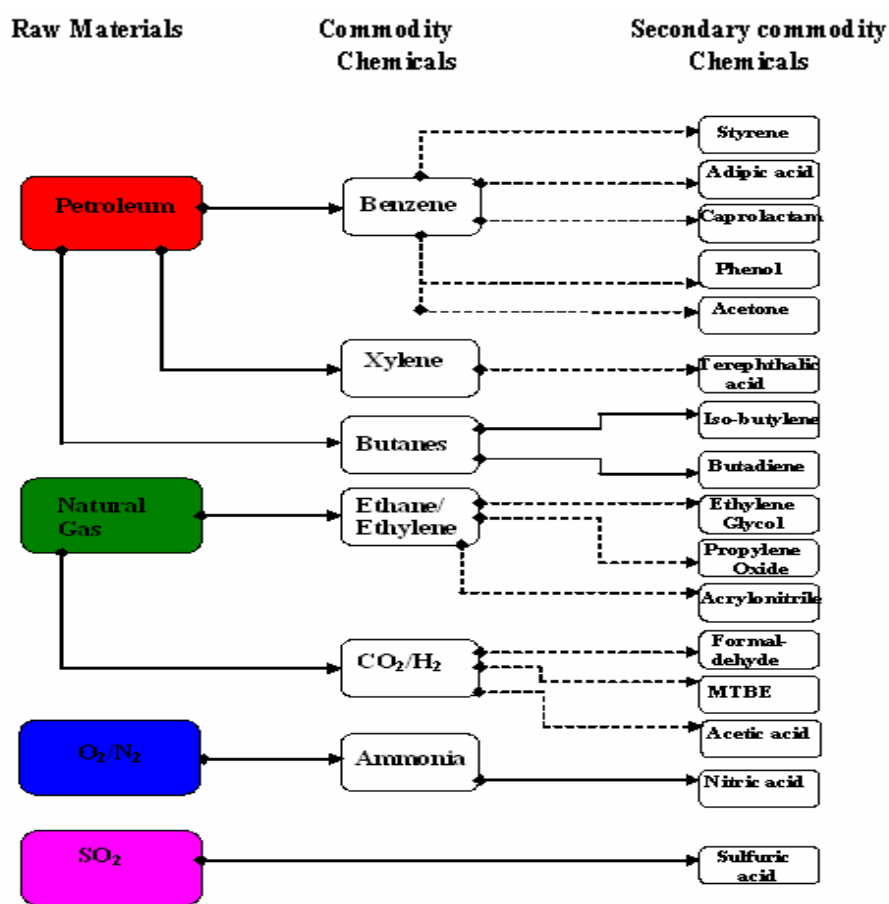 Raw Materials
Commodity
Chemicals
Secondary commodity
Chemicals
Petroleum
Natural
Gas
O₂/N₂
SO₂
Benzene
Xylene
Butanes
Ethane/
Ethylene
CO₂/H₂
Ammonia
Styrene
Adipic acid
Caprolactam
Phenol
Acetone
Terephthalic
acid
Iso-butylene
Butadiene
Ethylene
Glycol
Propylene
Oxide
Acrylonitrile
Formal-
dehyde
MTBE
Acetic acid
Nitric acid
Sulfuric
acid